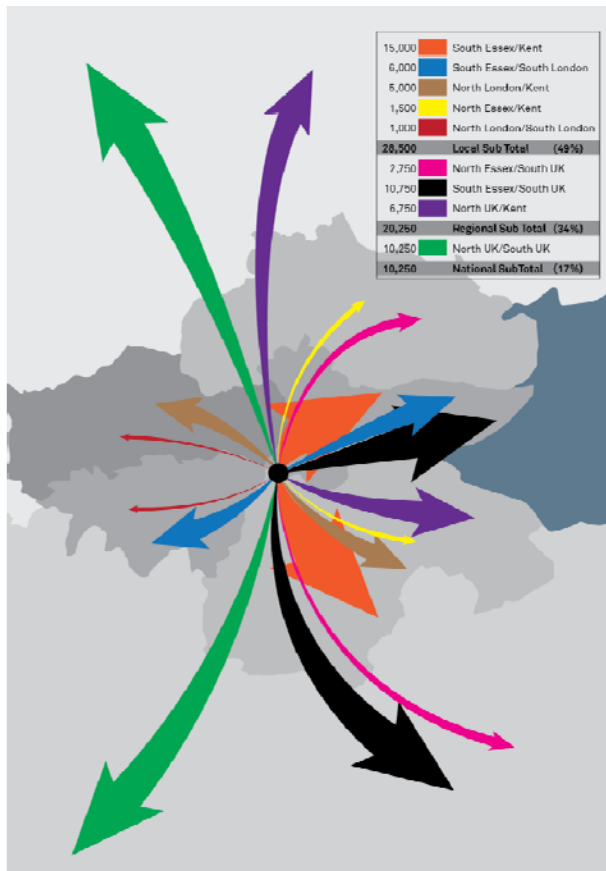 15,000 South Essex/Kent
6,000 South Essex/South London
5,000 North London/Kent
1,500 North Essex/Kent
1,000 North London/South London
28,500 Local Sub Total (49%)
2,750 North Essex/South UK
10,750 South Essex/South UK
6,750 North UK/Kent
20,250 Regional Sub Total (34%)
10,250 North UK/South UK
10,250 National SubTotal (17%)